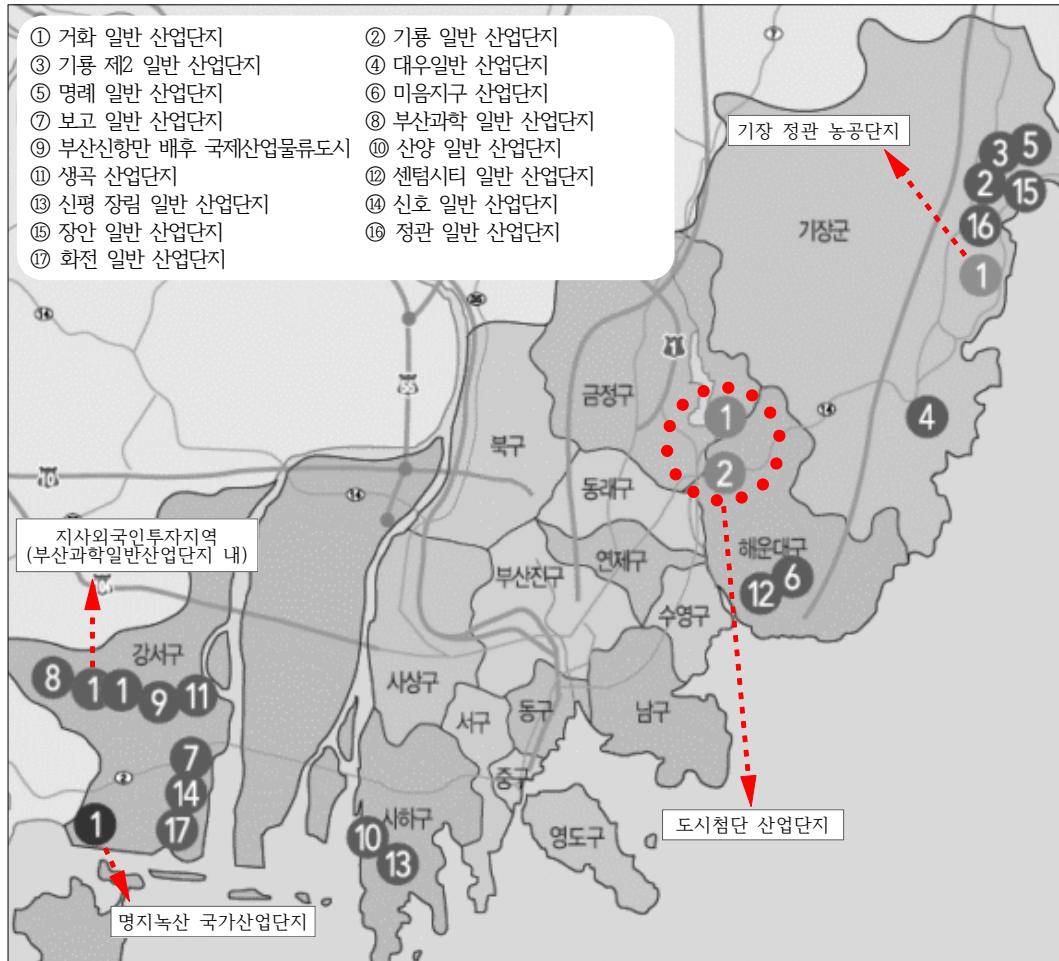 ① 거화 일반 산업단지
② 기룡 일반 산업단지
③ 기룡 제2 일반 산업단지
④ 대우일반 산업단지
⑤ 명례 일반 산업단지
⑥ 미음지구 산업단지
⑦ 보고 일반 산업단지
⑧ 부산과학 일반 산업단지
⑨ 부산신항만 배후 국제산업물류도시
⑩ 산양 일반 산업단지
⑪ 생곡 산업단지
⑫ 센텀시티 일반 산업단지
⑬ 신평 장림 일반 산업단지
⑭ 신호 일반 산업단지
⑮ 장안 일반 산업단지
⑯ 정관 일반 산업단지
⑰ 화전 일반 산업단지
7
기장 정관 농공단지
3
5
2
15
16
1
기장군
14
1
금정구
1
14
4
북구
2
10
14
동래구
지사외국인투자지역
(부산과학일반산업단지 내)
해운대구
연제구
부산진구
12
6
수영구
강서구
8
1
1
9
11
사상구
서구
동구
남구
7
2
14
중구
1
17
사하구
10
13
영도구
도시첨단 산업단지
명지녹산 국가산업단지